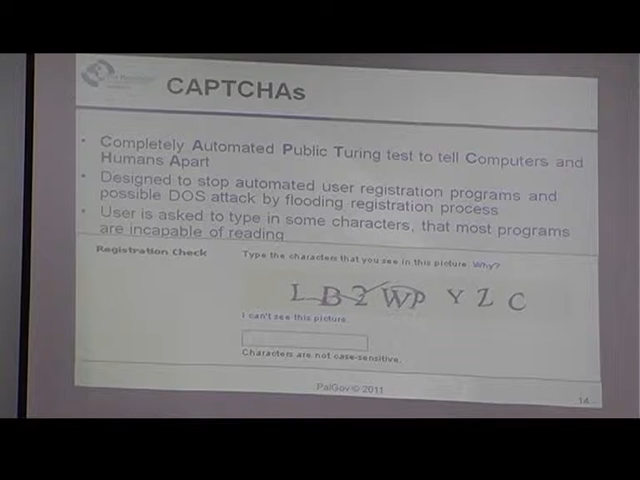 CAPTCHAs
• Completely Automated Public Turing test to tell Computers and
Humans Apart
• Designed to stop automated user registration programs and
possible DOS attack by flooding registration process
• User is asked to type in some characters, that most programs
are incapable of reading
Registration Check
Type the characters that you see in this picture. Why?
L B 2 W P Y Z C
I can't see this picture.
Characters are not case-sensitive.
PalGov © 2011
14